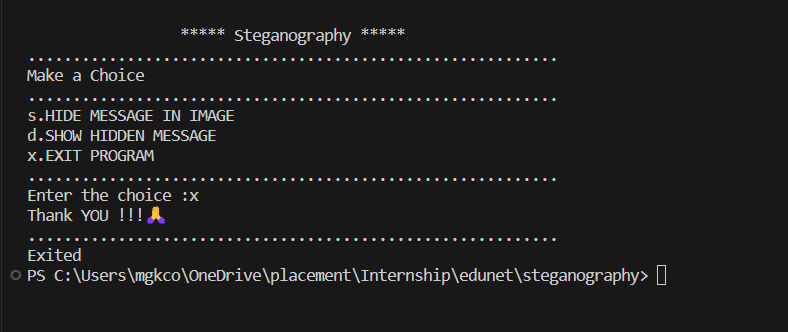 ***** Steganography *****
...........................................................
Make a Choice
...........................................................
s.HIDE MESSAGE IN IMAGE
d.SHOW HIDDEN MESSAGE
x.EXIT PROGRAM
...........................................................
Enter the choice :x
Thank YOU !!!🙏
...........................................................
Exited
PS C:\Users\mgkco\OneDrive\placement\Internship\edunet\steganography>